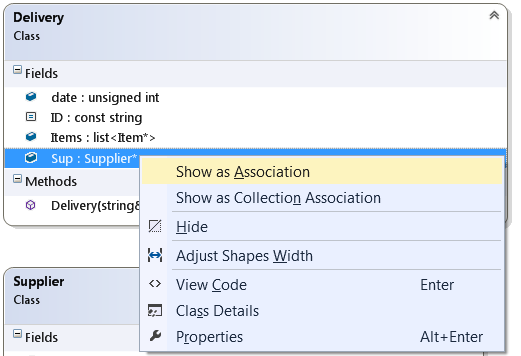 Delivery
Class
Fields
date : unsigned int
ID : const string
Items : list<Item*>
Sup : Supplier*
Methods
Delivery(string&
Show as Association
Show as Collection Association
Hide
Adjust Shapes Width
View Code Enter
Class Details
Properties Alt+Enter
Supplier
Class
Fields